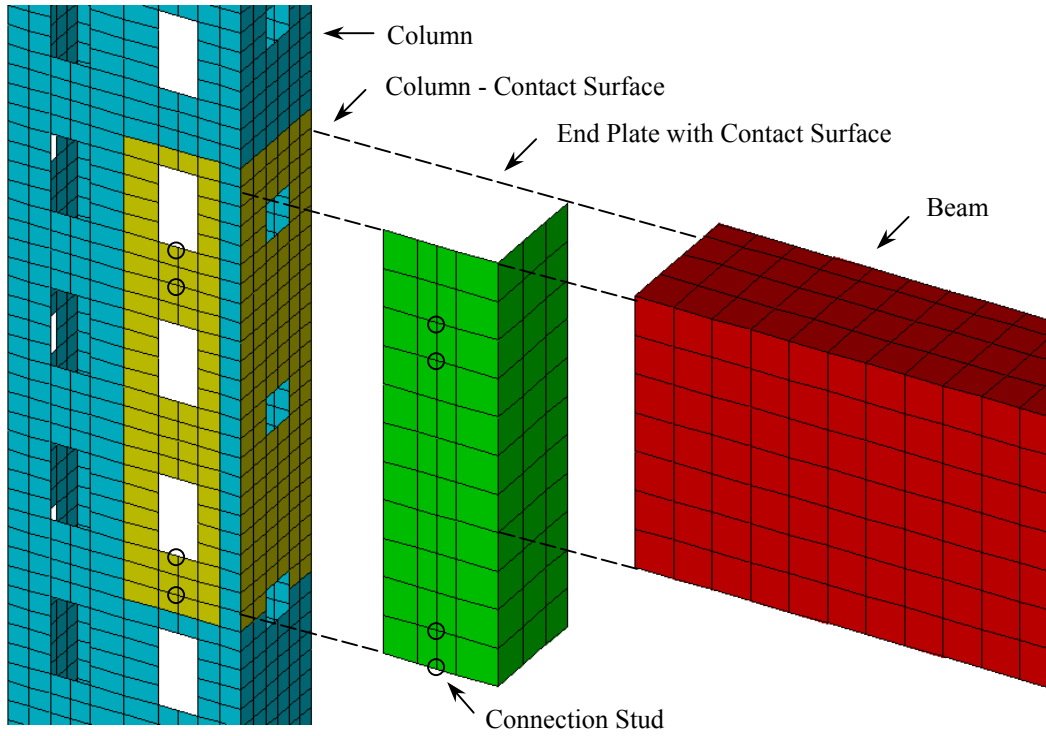 Column
Column - Contact Surface
End Plate with Contact Surface
Beam
Connection Stud